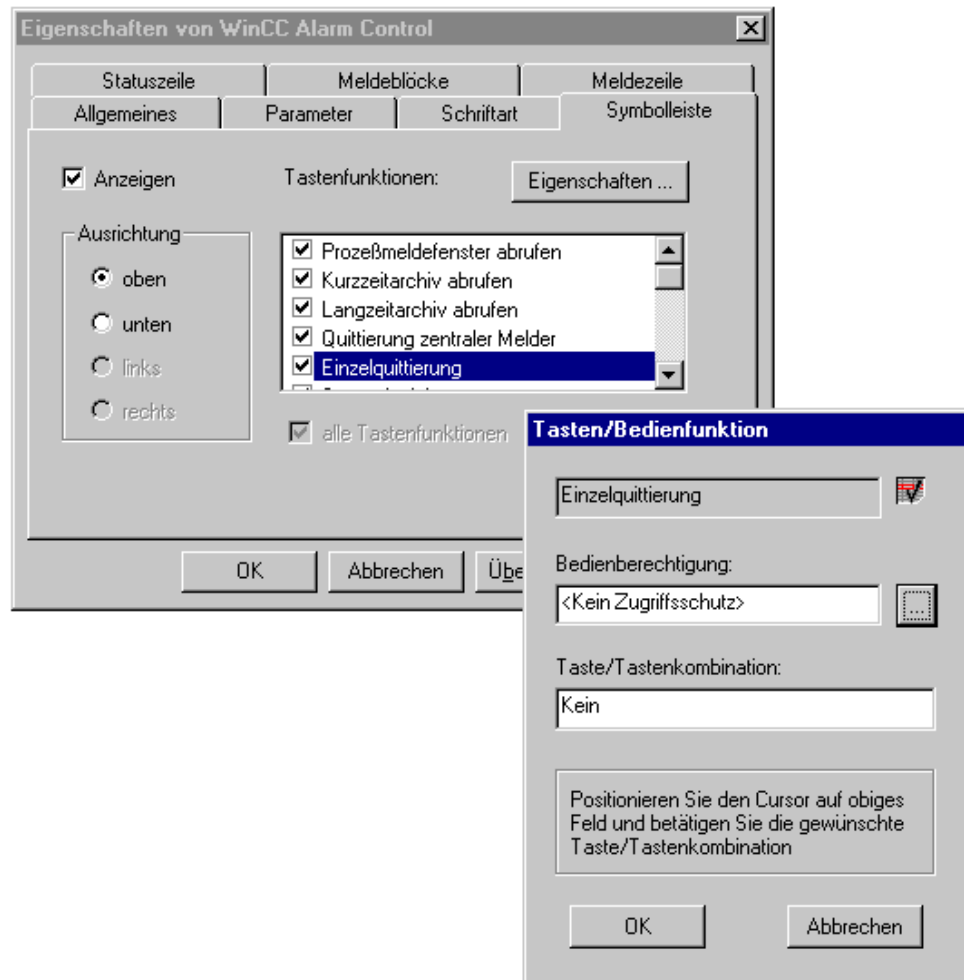 Eigenschaften von WinCC Alarm Control
Statuszeile
Meldeblöcke
Meldezeile
Allgemeines
Parameter
Schriftart
Symbolleiste
Anzeigen
Tastenfunktionen:
Eigenschaften ...
Ausrichtung
oben
unten
links
rechts
Prozeßmeldefenster abrufen
Kurzzeitarchiv abrufen
Langzeitarchiv abrufen
Quittierung zentraler Melder
Einzelquittierung
alle Tastenfunktionen
OK
Abbrechen
Übe
Tasten/Bedienfunktion
Einzelquittierung
Bedienberechtigung:
<Kein Zugriffsschutz>
...
Taste/Tastenkombination:
Kein
Positionieren Sie den Cursor auf obiges
Feld und betätigen Sie die gewünschte
Taste/Tastenkombination
OK
Abbrechen